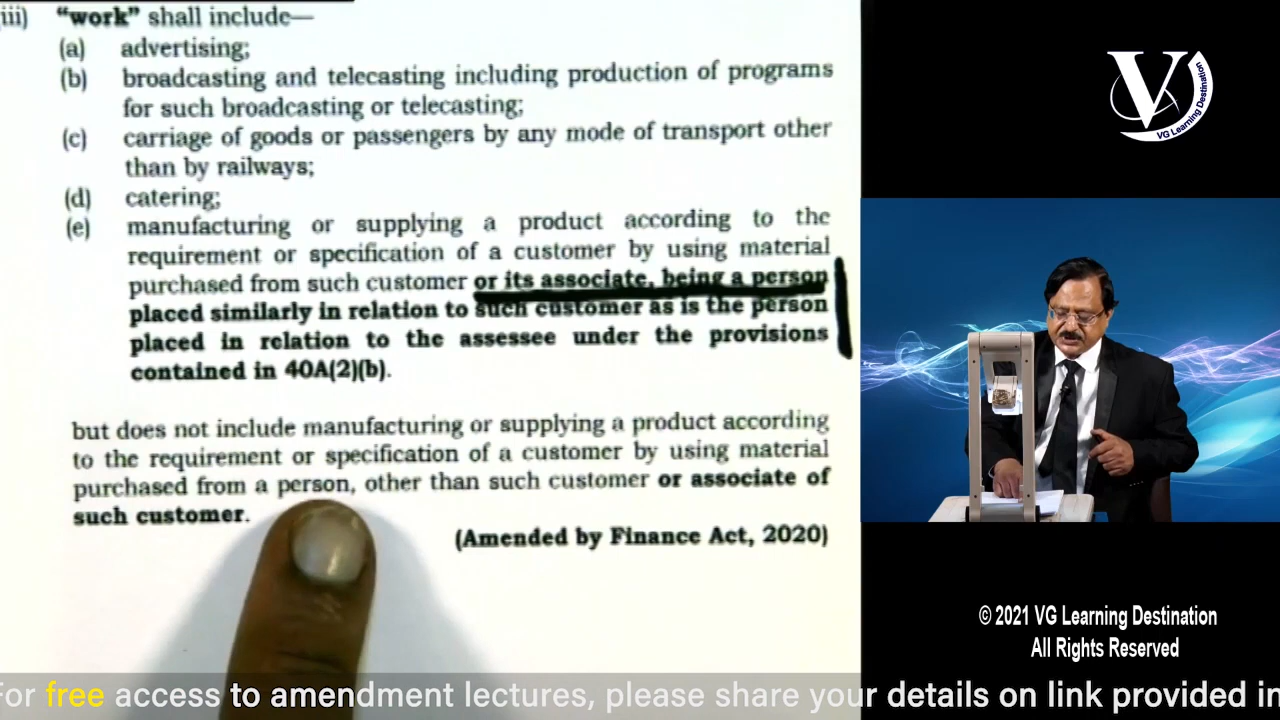 iii) “work” shall include—
(a) advertising;
(b) broadcasting and telecasting including production of programs
for such broadcasting or telecasting;
(c) carriage of goods or passengers by any mode of transport other
than by railways;
(d) catering;
(e) manufacturing or supplying a product according to the
requirement or specification of a customer by using material
purchased from such customer or its associate, being a person
placed similarly in relation to such customer as is the person
placed in relation to the assessee under the provisions
contained in 40A(2)(b).
but does not include manufacturing or supplying a product according
to the requirement or specification of a customer by using material
purchased from a person, other than such customer or associate of
such customer.
(Amended by Finance Act, 2020)
V
VG Learning Destination
© 2021 VG Learning Destination
All Rights Reserved
For free access to amendment lectures, please share your details on link provided in